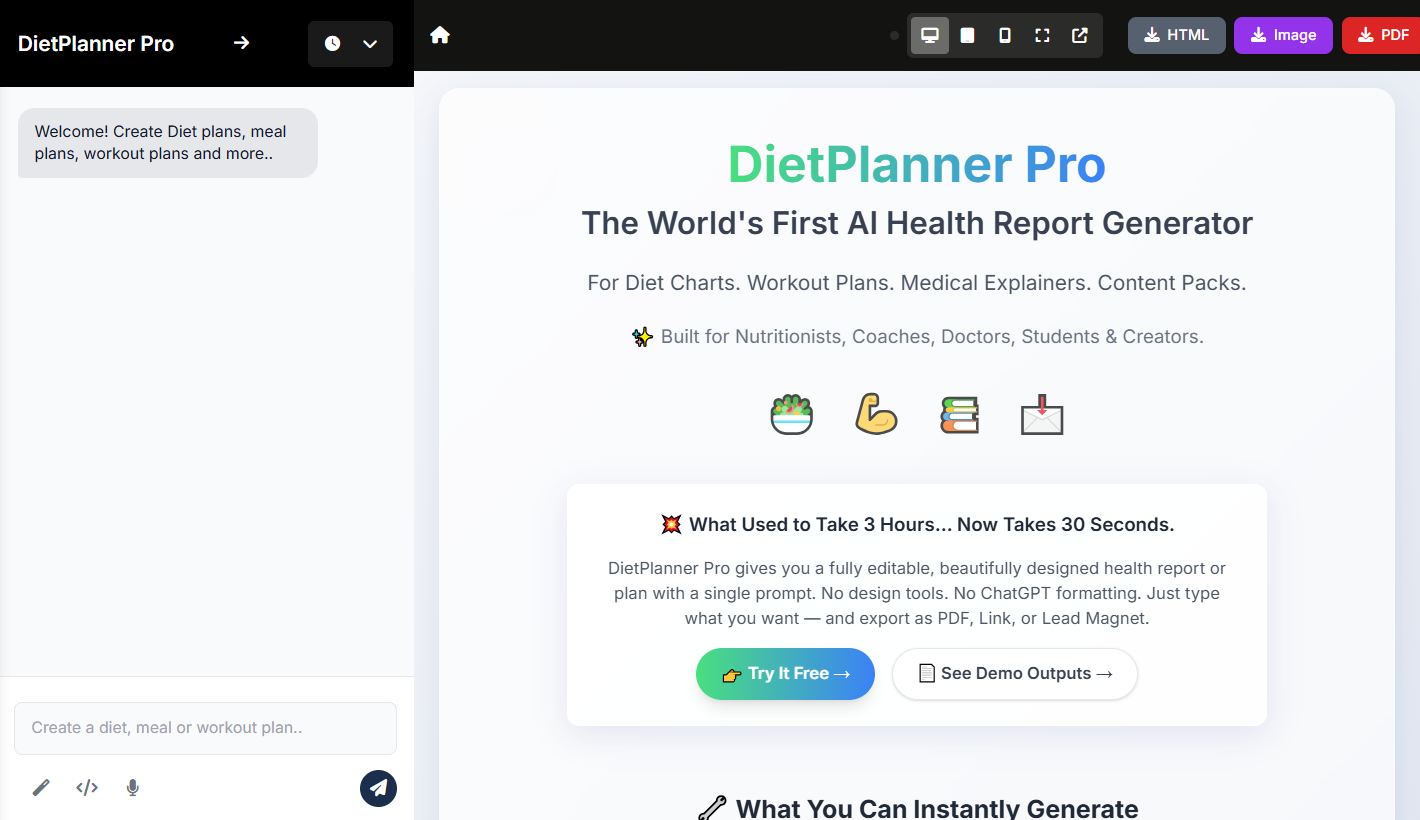 DietPlanner Pro
Welcome! Create Diet plans, meal
plans, workout plans and more..
Create a diet, meal or workout plan..
HTML
Image
PDF
DietPlanner Pro
The World's First AI Health Report Generator
For Diet Charts. Workout Plans. Medical Explainers. Content Packs.
✨ Built for Nutritionists, Coaches, Doctors, Students & Creators.
💥 What Used to Take 3 Hours... Now Takes 30 Seconds.
DietPlanner Pro gives you a fully editable, beautifully designed health report or
plan with a single prompt. No design tools. No ChatGPT formatting. Just type
what you want — and export as PDF, Link, or Lead Magnet.
👉 Try It Free →
📄 See Demo Outputs →
🔧 What You Can Instantly Generate